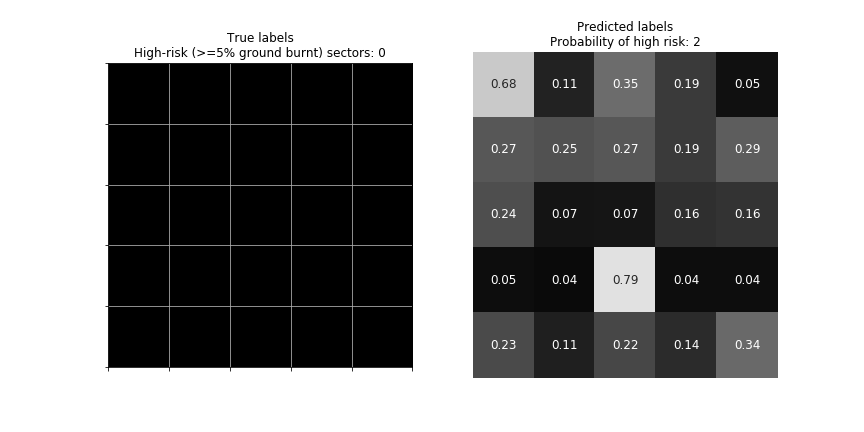 True labels
High-risk (>=5% ground burnt) sectors: 0
Predicted labels
Probability of high risk: 2
0.68 0.11 0.35 0.19 0.05
0.27 0.25 0.27 0.19 0.29
0.24 0.07 0.07 0.16 0.16
0.05 0.04 0.79 0.04 0.04
0.23 0.11 0.22 0.14 0.34